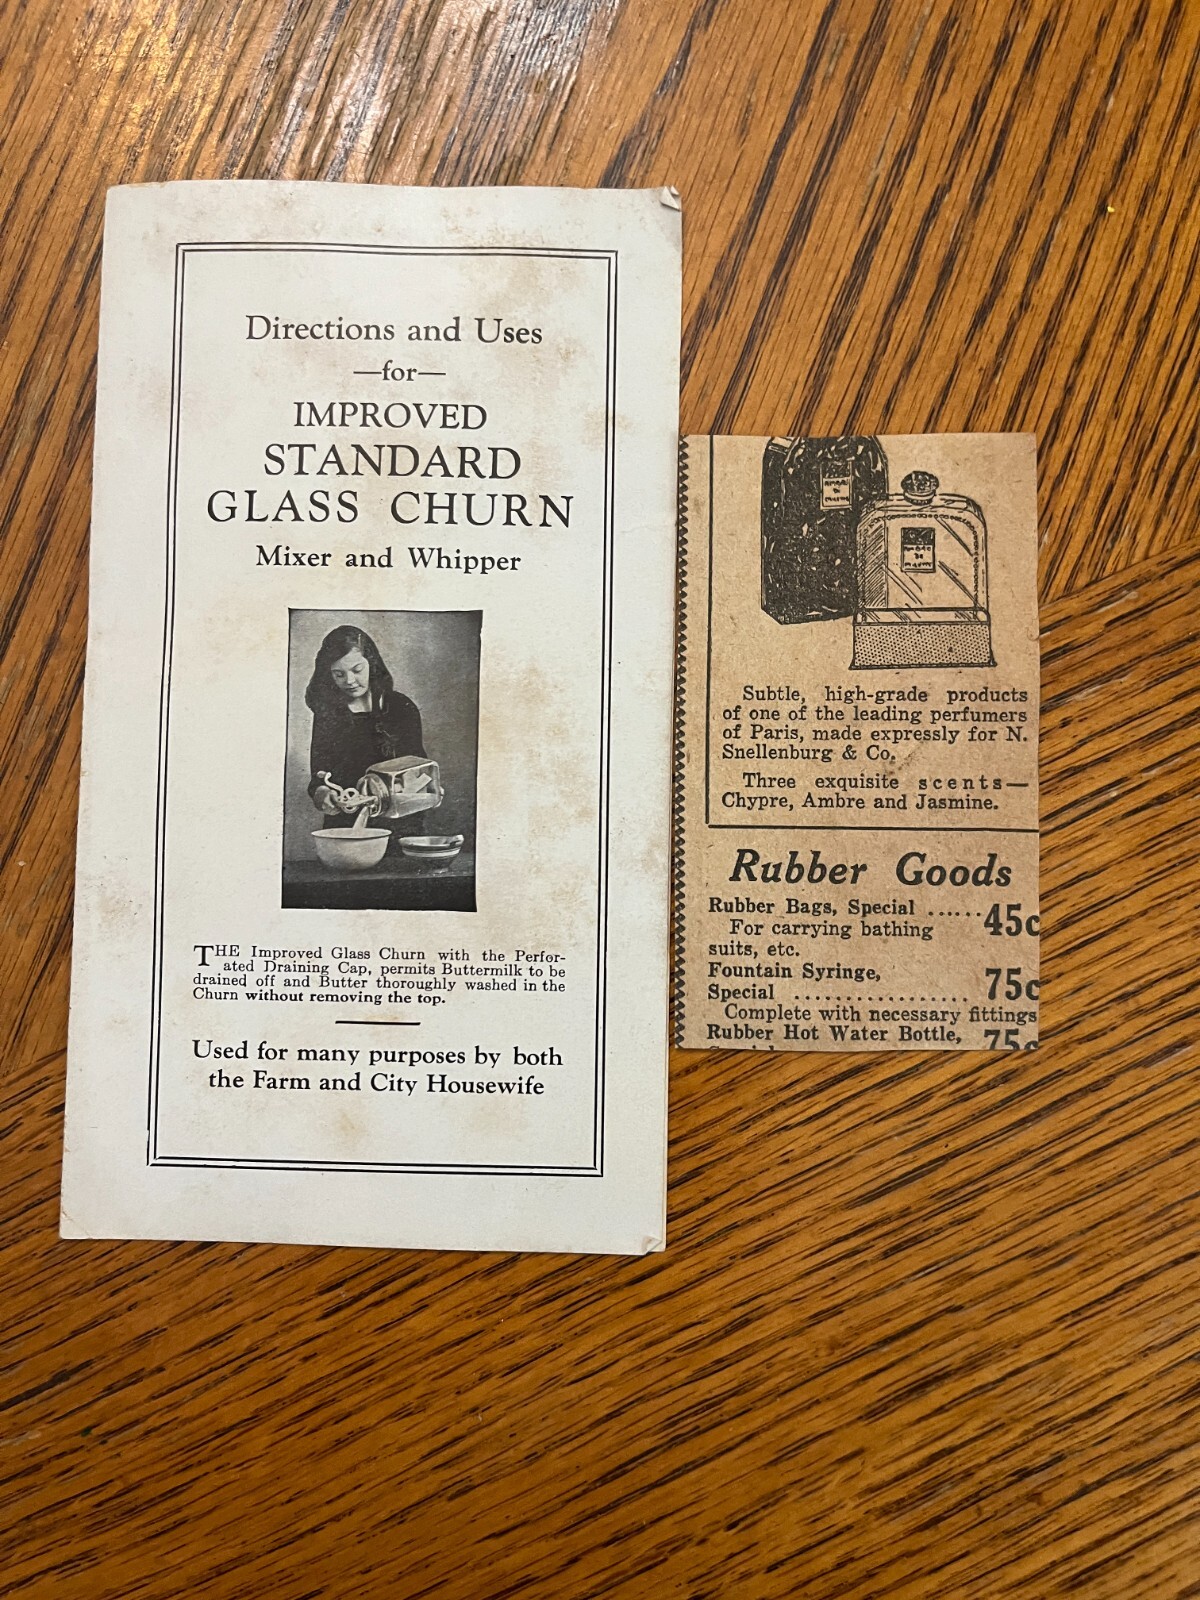 Directions and Uses
—for—
IMPROVED
STANDARD
GLASS CHURN
Mixer and Whipper
THE Improved Glass Churn with the Perfor-
ated Draining Cap, permits Buttermilk to be
drained off and Butter thoroughly washed in the
Churn without removing the top.
Used for many purposes by both
the Farm and City Housewife
Subtle, high-grade products
of one of the leading perfumers
of Paris, made expressly for N.
Snellenburg & Co.
Three exquisite scents—
Chypre, Ambre and Jasmine.
Rubber Goods
Rubber Bags, Special ......45c
For carrying bathing
suits, etc.
Fountain Syringe,
Special .................. 75c
Complete with necessary fittings
Rubber Hot Water Bottle, 75c